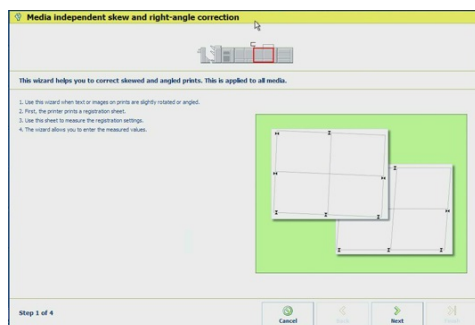 Media independent skew and right-angle correction
This wizard helps you to correct skewed and angled prints. This is applied to all media.
1. Use this wizard when text or images on prints are slightly rotated or angled.
2. First, the printer prints a registration sheet.
3. Use this sheet to measure the registration settings.
4. The wizard allows you to enter the measured values.
Step 1 of 4
Cancel
Next